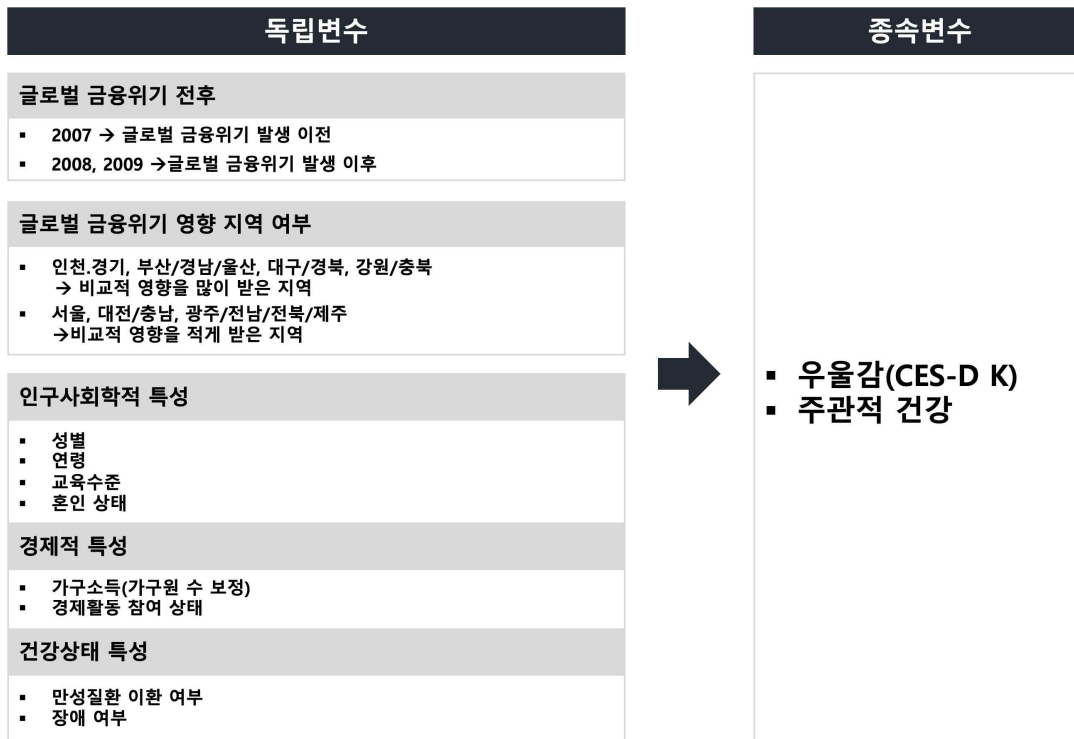 독립변수
글로벌 금융위기 전후
▪ 2007 → 글로벌 금융위기 발생 이전
▪ 2008, 2009 →글로벌 금융위기 발생 이후
글로벌 금융위기 영향 지역 여부
▪ 인천.경기, 부산/경남/울산, 대구/경북, 강원/충북
→ 비교적 영향을 많이 받은 지역
▪ 서울, 대전/충남, 광주/전남/전북/제주
→비교적 영향을 적게 받은 지역
인구사회학적 특성
▪ 성별
▪ 연령
▪ 교육수준
▪ 혼인 상태
경제적 특성
▪ 가구소득(가구원 수 보정)
▪ 경제활동 참여 상태
건강상태 특성
▪ 만성질환 이환 여부
▪ 장애 여부
종속변수
▪ 우울감(CES-D K)
▪ 주관적 건강